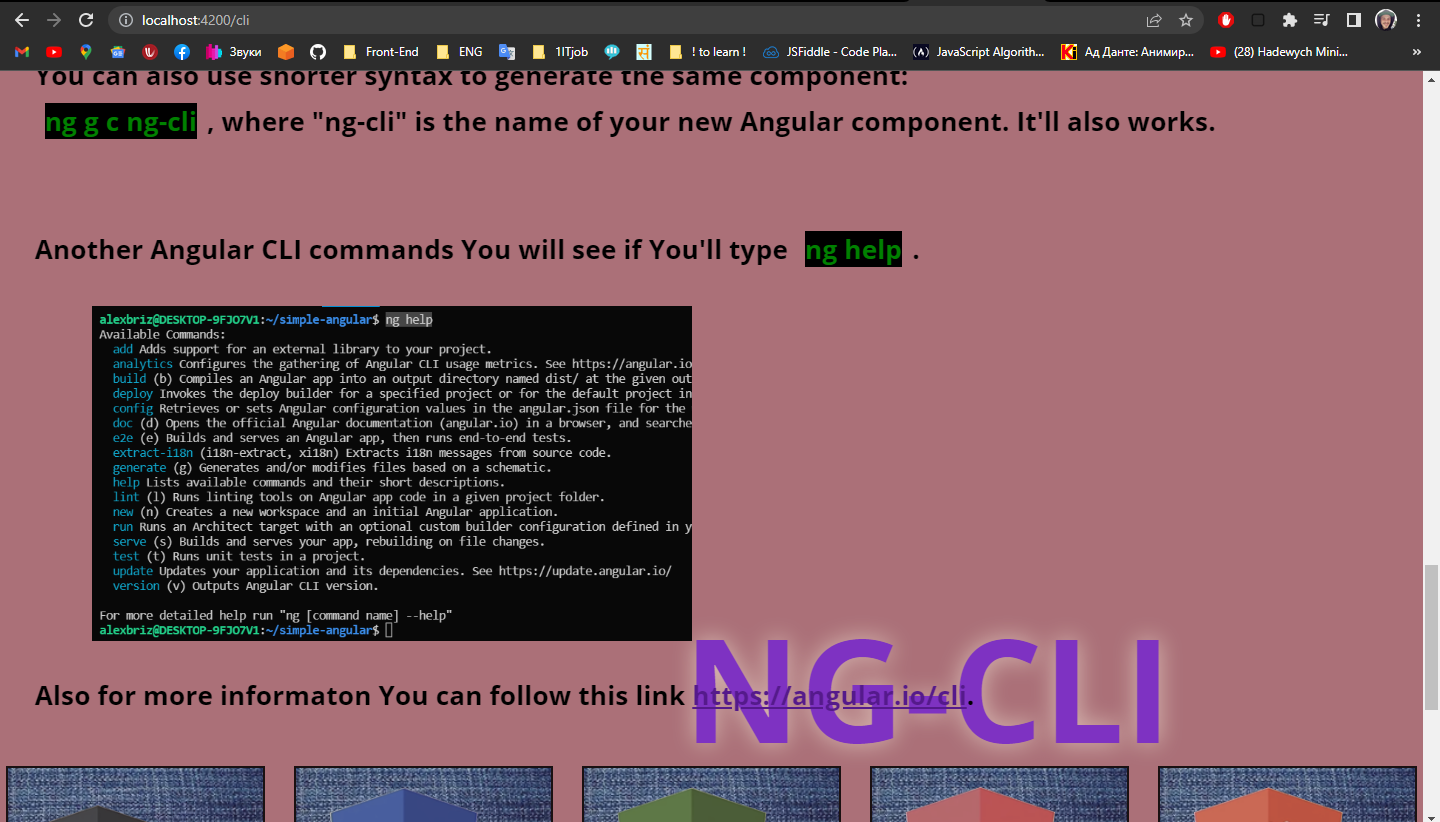 localhost:4200/cli
Звуки
Front-End
ENG
1ITjob
! to learn !
JSFiddle - Code Pla...
JavaScript Algorith...
Ад Данте: Анимир...
(28) Hadewych Mini...
»
You can also use shorter syntax to generate the same component:
ng g c ng-cli , where "ng-cli" is the name of your new Angular component. It'll also works.
Another Angular CLI commands You will see if You'll type ng help .
alexbriz@DESKTOP-9FJO7V1:~/simple-angular$ ng help
Available Commands:
add Adds support for an external library to your project.
analytics Configures the gathering of Angular CLI usage metrics. See https://angular.io
build (b) Compiles an Angular app into an output directory named dist/ at the given out
deploy Invokes the deploy builder for a specified project or for the default project in
config Retrieves or sets Angular configuration values in the angular.json file for the
doc (d) Opens the official Angular documentation (angular.io) in a browser, and searche
e2e (e) Builds and serves an Angular app, then runs end-to-end tests.
extract-i18n (i18n-extract, xi18n) Extracts i18n messages from source code.
generate (g) Generates and/or modifies files based on a schematic.
help Lists available commands and their short descriptions.
lint (l) Runs linting tools on Angular app code in a given project folder.
new (n) Creates a new workspace and an initial Angular application.
run Runs an Architect target with an optional custom builder configuration defined in y
serve (s) Builds and serves your app, rebuilding on file changes.
test (t) Runs unit tests in a project.
update Updates your application and its dependencies. See https://update.angular.io/
version (v) Outputs Angular CLI version.
For more detailed help run "ng [command name] --help"
alexbriz@DESKTOP-9FJO7V1:~/simple-angular$
NG-CLI
Also for more informaton You can follow this link https://angular.io/cli.